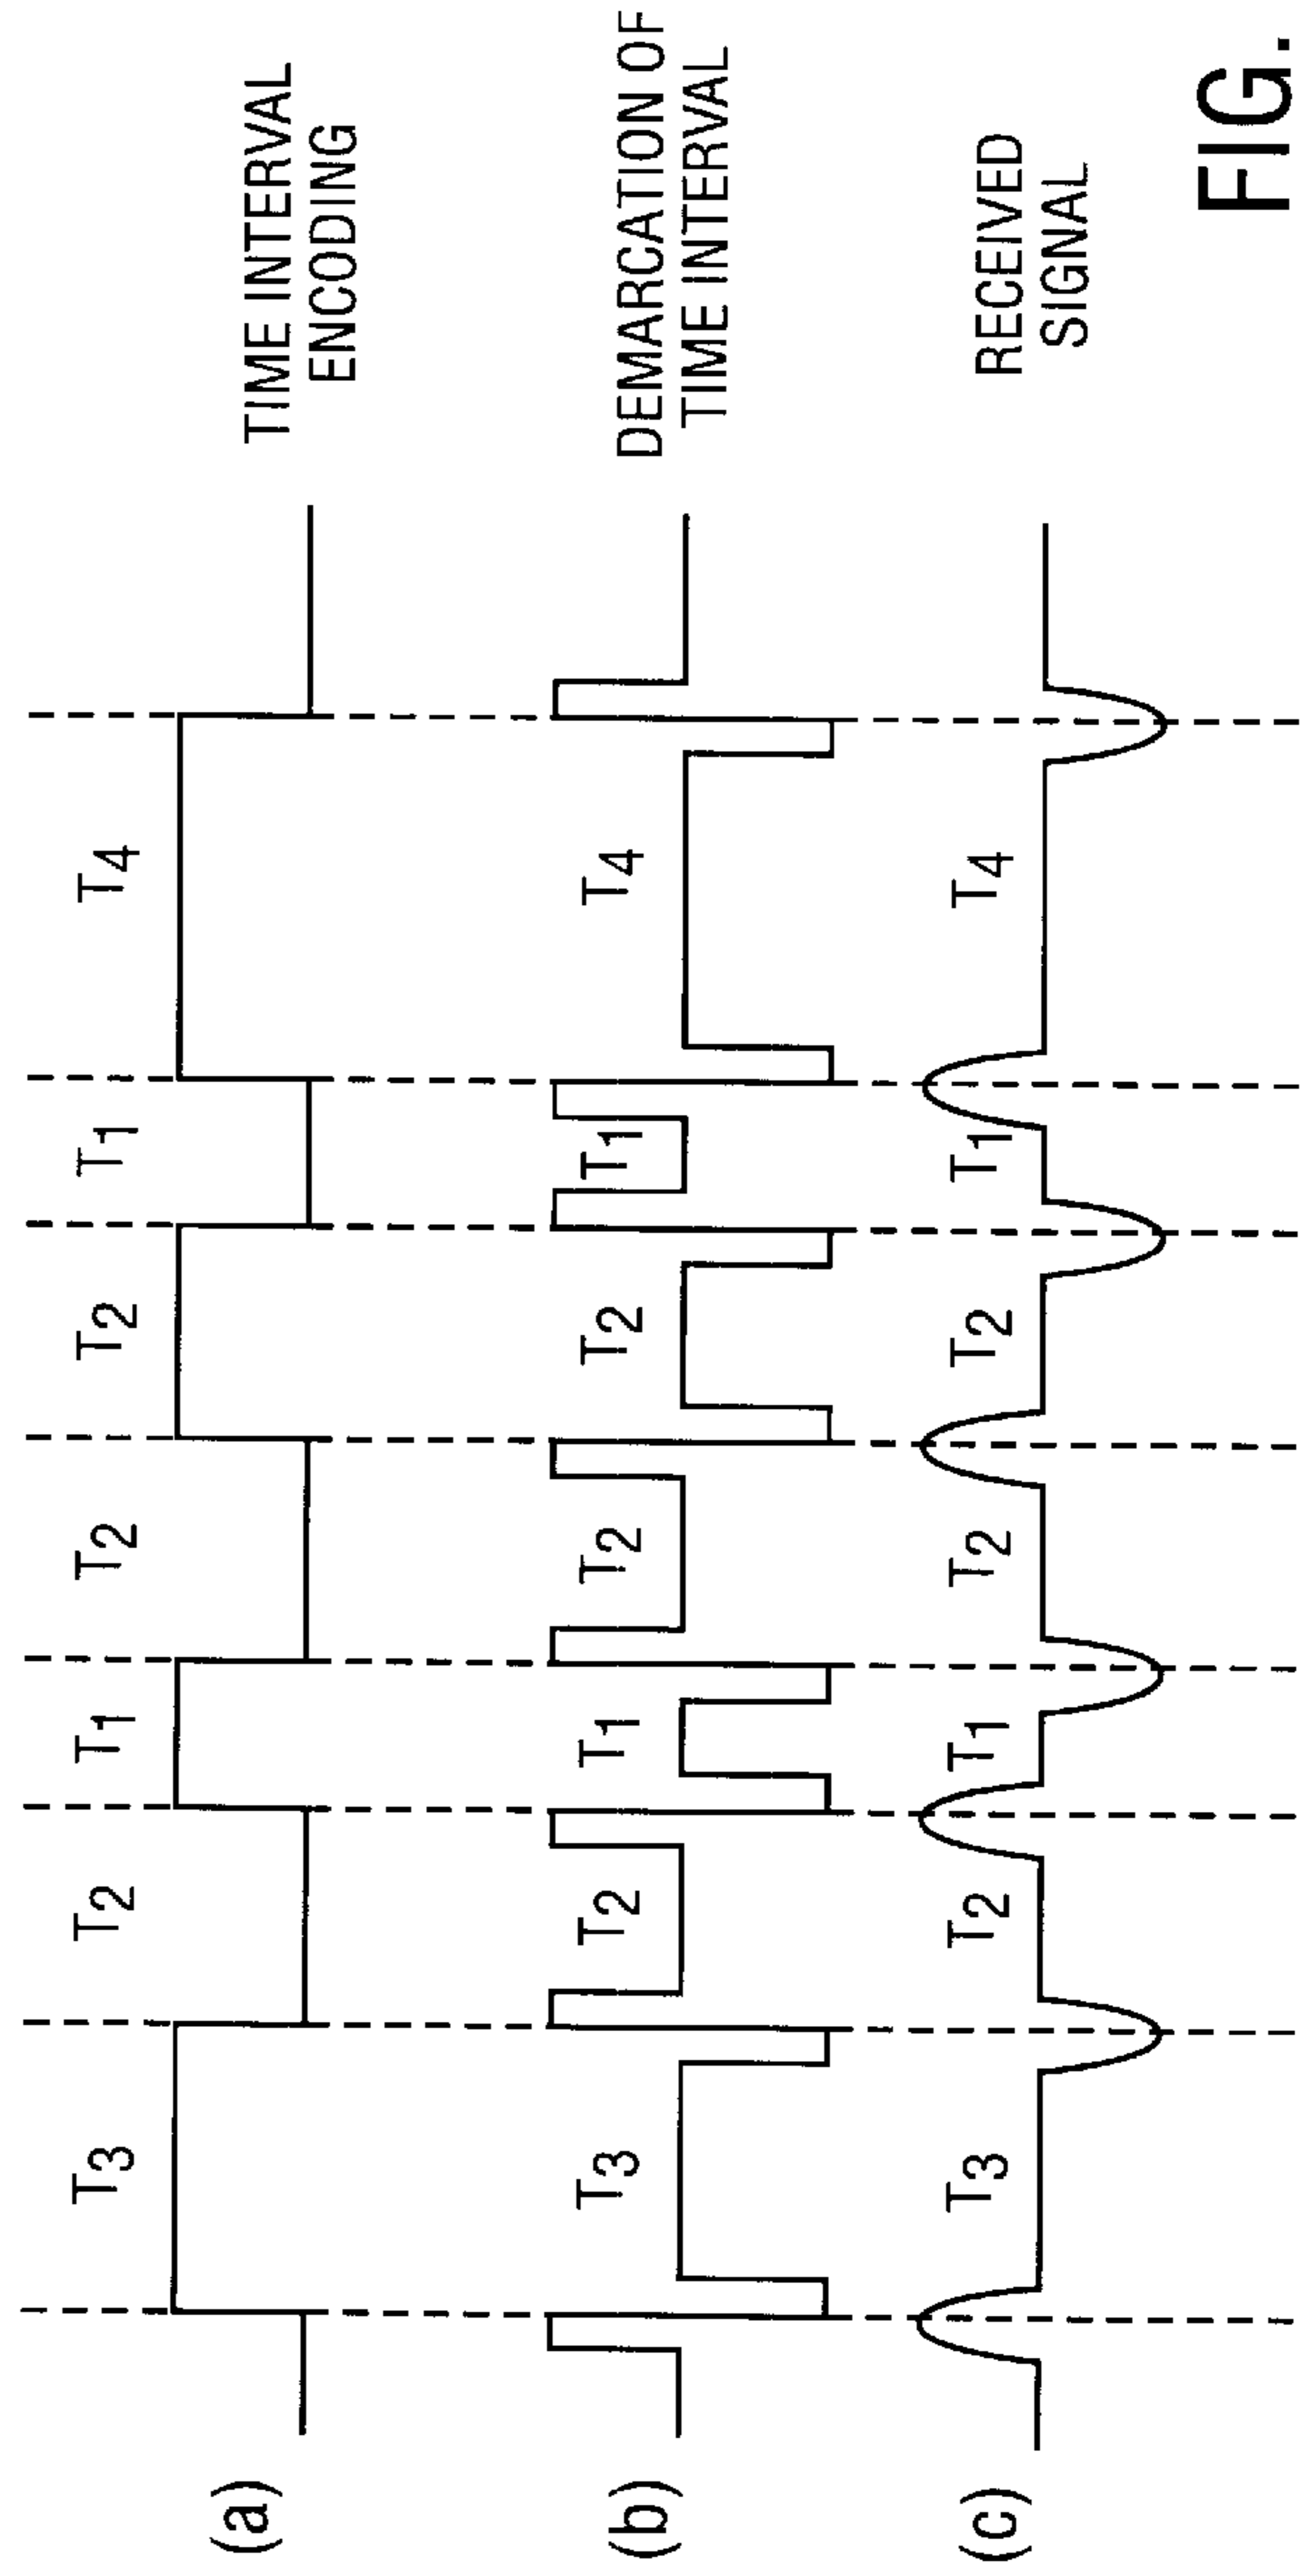 (a) T3 T2 T1 T2 T2 T1 T4 TIME INTERVAL
ENCODING
(b) T3 T2 T1 T2 T2 T1 T4 DEMARCATION OF
TIME INTERVAL
(c) T3 T2 T1 T2 T2 T1 T4 RECEIVED
SIGNAL
FIG.